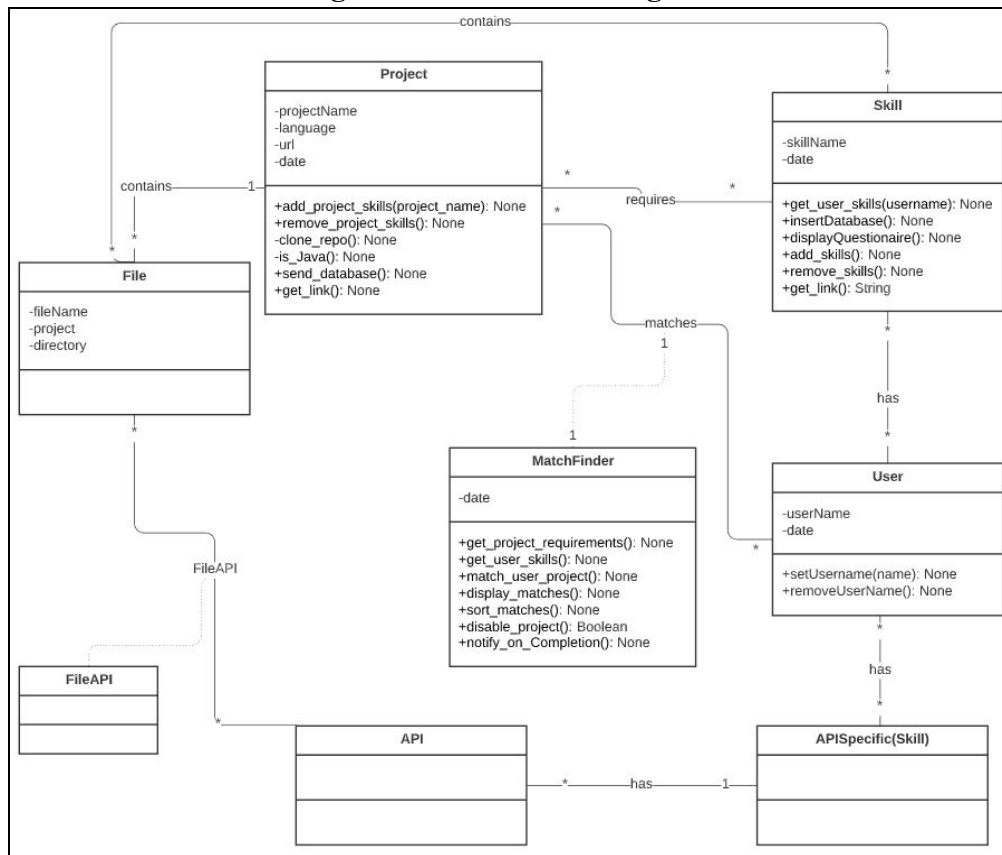 contains
Project
-projectName
-language
-url
-date
+add_project_skills(project_name): None
+remove_project_skills(): None
-clone_repo(): None
-is_Java(): None
+send_database(): None
+get_link(): None
*
Skill
-skillName
-date
+get_user_skills(username): None
+insertDatabase(): None
+displayQuestionaire(): None
+add_skills(): None
+remove_skills(): None
+get_link(): String
contains
1
*
*
*
requires
*
*
File
-fileName
-project
-directory
matches
1
*
has
*
1
MatchFinder
-date
+get_project_requirements(): None
+get_user_skills(): None
+match_user_project(): None
+display_matches(): None
+sort_matches(): None
+disable_project(): Boolean
+notify_on_Completion(): None
User
-userName
-date
+setUsername(name): None
+removeUserName(): None
*
*
FileAPI
*
has
*
FileAPI
*
API
APISpecific(Skill)
*
has
1